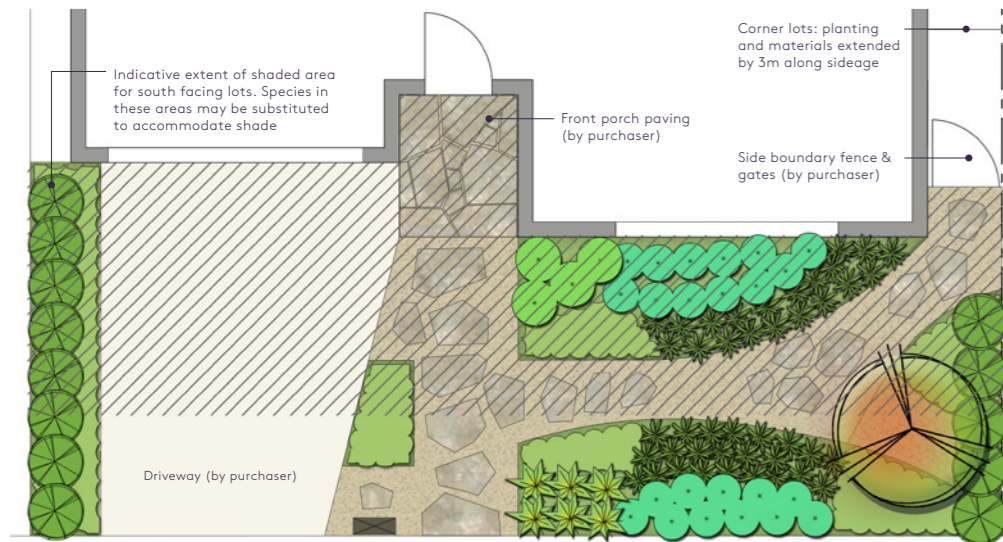 Indicative extent of shaded area
for south facing lots. Species in
these areas may be substituted
to accommodate shade
Corner lots: planting
and materials extended
by 3m along sideage
Front porch paving
(by purchaser)
Side boundary fence &
gates (by purchaser)
Driveway (by purchaser)